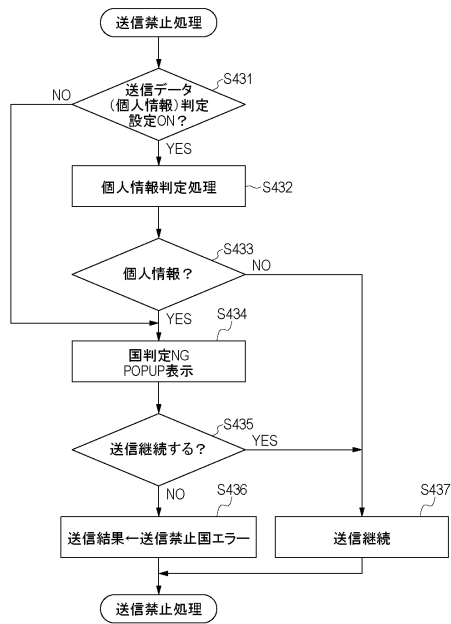 送信禁止処理
S431
送信データ
(個人情報)判定
設定ON?
NO
YES
個人情報判定処理
S432
S433
個人情報?
NO
YES
S434
国判定NG
POPUP表示
S435
送信継続する?
YES
NO
S436
送信結果←送信禁止国エラー
S437
送信継続
送信禁止処理